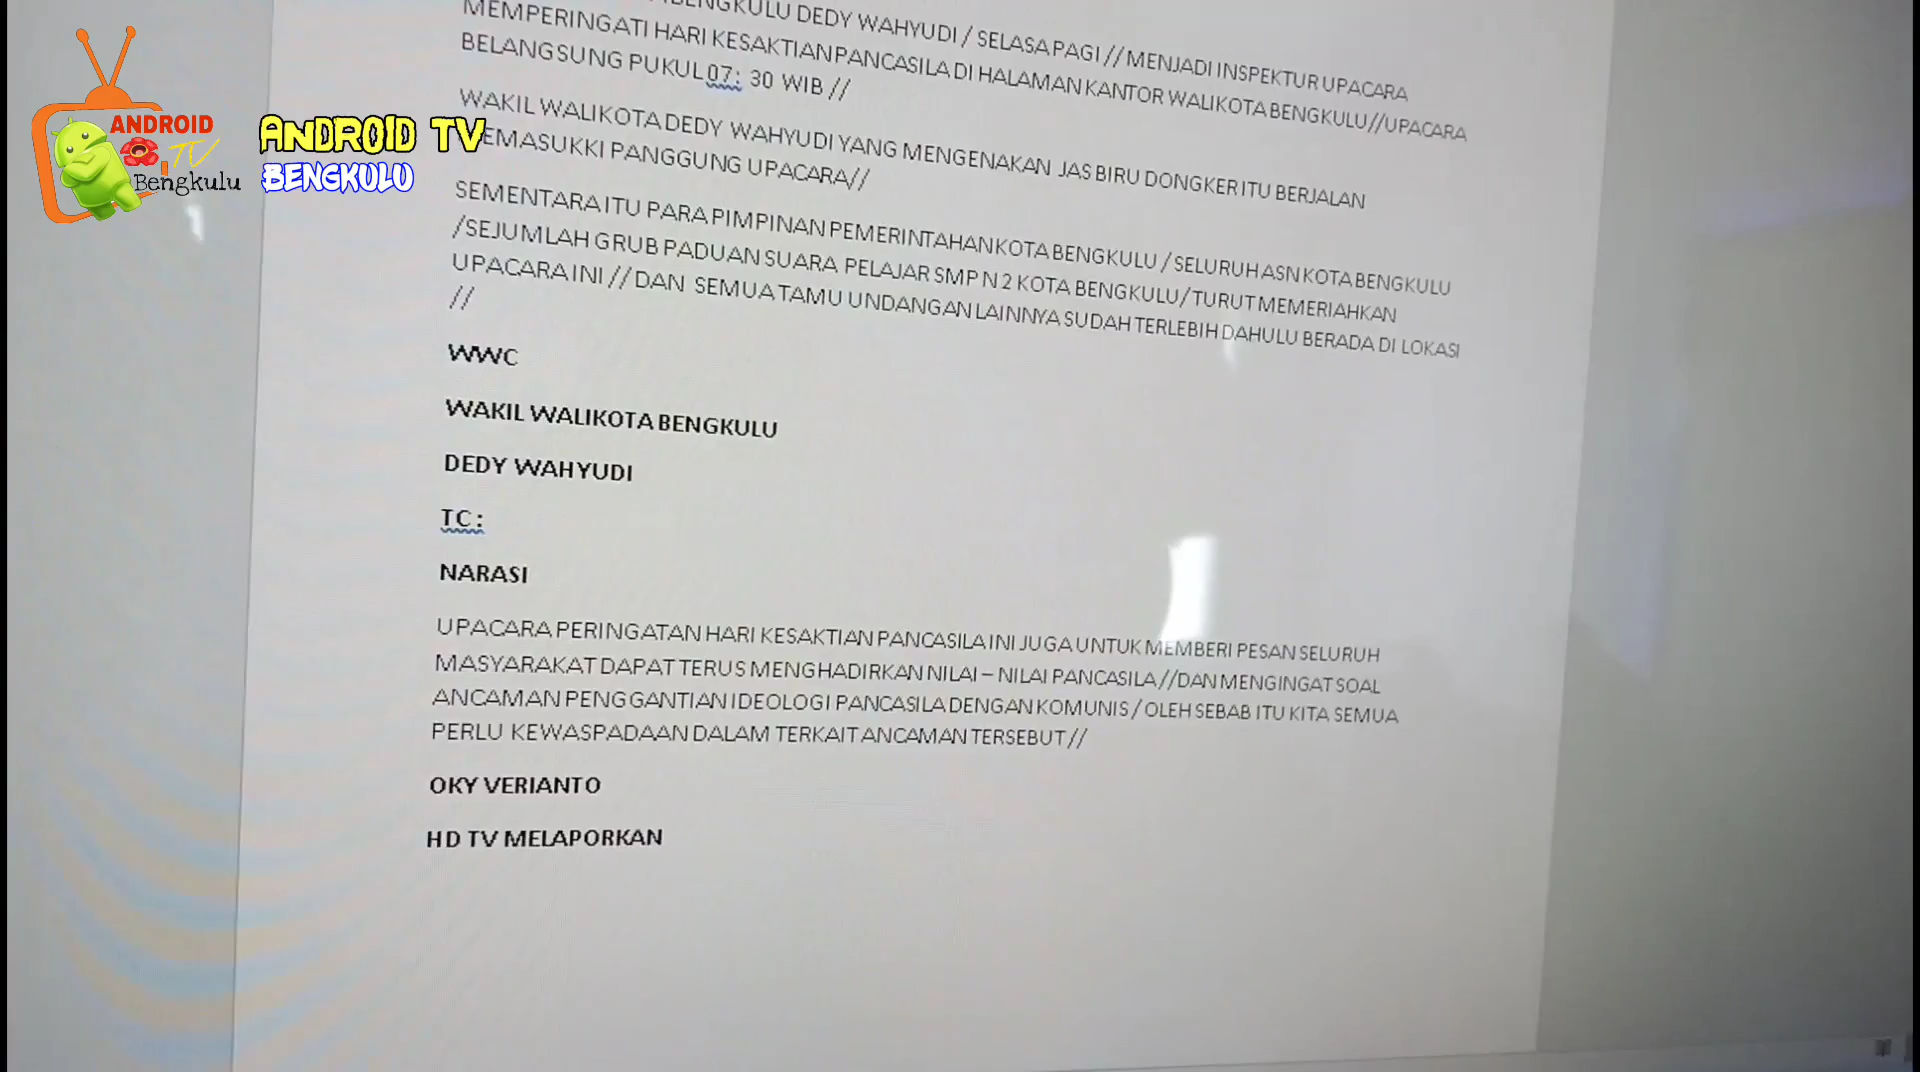 ANDROID
TV
Bengkulu
ANDROID TV
BENGKULU
BENGKULU DEDY WAHYUDI / SELASA PAGI // MENJADI INSPEKTUR UPACARA
MEMPERINGATI HARI KESAKTIAN PANCASILA DI HALAMAN KANTOR WALIKOTA BENGKULU//UPACARA
BELANGSUNG PUKUL 07: 30 WIB //
WAKIL WALIKOTA DEDY WAHYUDI YANG MENGENAKAN JAS BIRU DONGKER ITU BERJALAN
EMASUKKI PANGGUNG UPACARA//
SEMENTARA ITU PARA PIMPINAN PEMERINTAHAN KOTA BENGKULU / SELURUH ASN KOTA BENGKULU
/SEJUMLAH GRUB PADUAN SUARA PELAJAR SMP N 2 KOTA BENGKULU/ TURUT MEMERIAHKAN
UPACARA INI // DAN SEMUA TAMU UNDANGAN LAINNYA SUDAH TERLEBIH DAHULU BERADA DI LOKASI
//
WWC
WAKIL WALIKOTA BENGKULU
DEDY WAHYUDI
TC :
NARASI
UPACARA PERINGATAN HARI KESAKTIAN PANCASILA INI JUGA UNTUK MEMBERI PESAN SELURUH
MASYARAKAT DAPAT TERUS MENGHADIRKAN NILAI – NILAI PANCASILA //DAN MENGINGAT SOAL
ANCAMAN PENGGANTIAN IDEOLOGI PANCASILA DENGAN KOMUNIS / OLEH SEBAB ITU KITA SEMUA
PERLU KEWASPADAAN DALAM TERKAIT ANCAMAN TERSEBUT //
OKY VERIANTO
HD TV MELAPORKAN